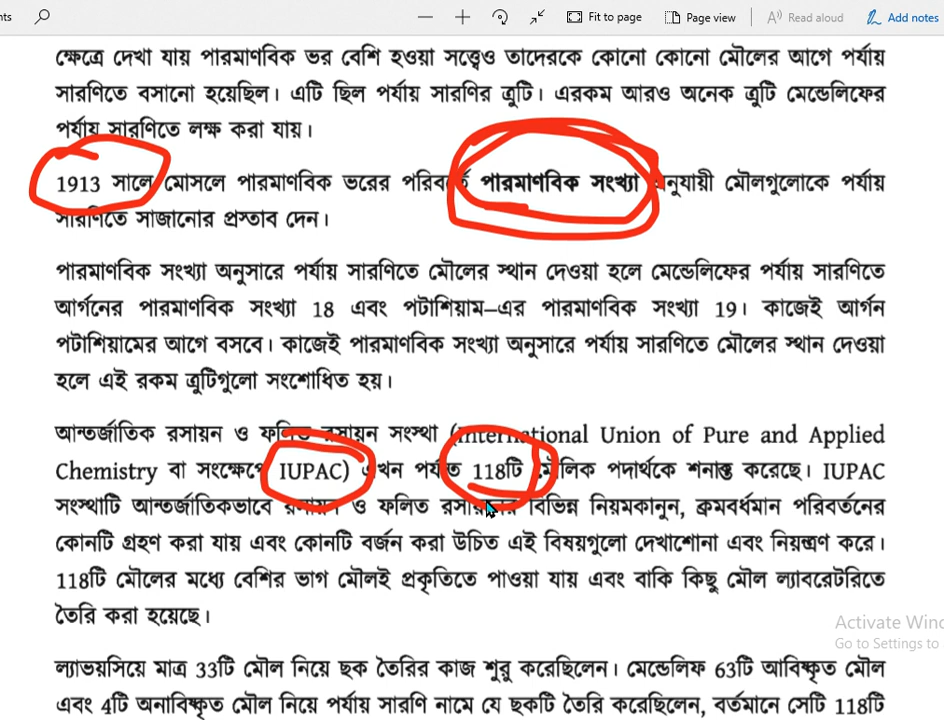 nts
Fit to page
Page view
Read aloud
Add notes
ক্ষেত্রে দেখা যায় পারমাণবিক ভর বেশি হওয়া সত্ত্বেও তাদেরকে কোনো কোনো মৌলের আগে পর্যায়
সারণিতে বসানো হয়েছিল। এটি ছিল পর্যায় সারণির ত্রুটি। এরকম আরও অনেক ত্রুটি মেন্ডেলিফের
পর্যায় সারণিতে লক্ষ করা যায়।
1913 সালে মোসলে পারমাণবিক ভরের পরিবর্তে পারমাণবিক সংখ্যা অনুযায়ী মৌলগুলোকে পর্যায়
সারণিতে সাজানোর প্রস্তাব দেন।
পারমাণবিক সংখ্যা অনুসারে পর্যায় সারণিতে মৌলের স্থান দেওয়া হলে মেন্ডেলিফের পর্যায় সারণিতে
আর্গনের পারমাণবিক সংখ্যা 18 এবং পটাশিয়াম–এর পারমাণবিক সংখ্যা 19। কাজেই আর্গন
পটাশিয়ামের আগে বসবে। কাজেই পারমাণবিক সংখ্যা অনুসারে পর্যায় সারণিতে মৌলের স্থান দেওয়া
হলে এই রকম ত্রুটিগুলো সংশোধিত হয়।
আন্তর্জাতিক রসায়ন ও ফলিত রসায়ন সংস্থা (International Union of Pure and Applied
Chemistry বা সংক্ষেপে IUPAC) এখন পর্যন্ত 118টি মৌলিক পদার্থকে শনাক্ত করেছে। IUPAC
সংস্থাটি আন্তর্জাতিকভাবে রসায়ন ও ফলিত রসায়নের বিভিন্ন নিয়মকানুন, ক্রমবর্ধমান পরিবর্তনের
কোনটি গ্রহণ করা যায় এবং কোনটি বর্জন করা উচিত এই বিষয়গুলো দেখাশোনা এবং নিয়ন্ত্রণ করে।
118টি মৌলের মধ্যে বেশির ভাগ মৌলই প্রকৃতিতে পাওয়া যায় এবং বাকি কিছু মৌল ল্যাবরেটরিতে
তৈরি করা হয়েছে।
Activate Wind
Go to Settings to
ল্যাভয়সিয়ে মাত্র 33টি মৌল নিয়ে ছক তৈরির কাজ শুরু করেছিলেন। মেন্ডেলিফ 63টি আবিষ্কৃত মৌল
এবং 4টি অনাবিষ্কৃত মৌল নিয়ে পর্যায় সারণি নামে যে ছকটি তৈরি করেছিলেন, বর্তমানে সেটি 118টি